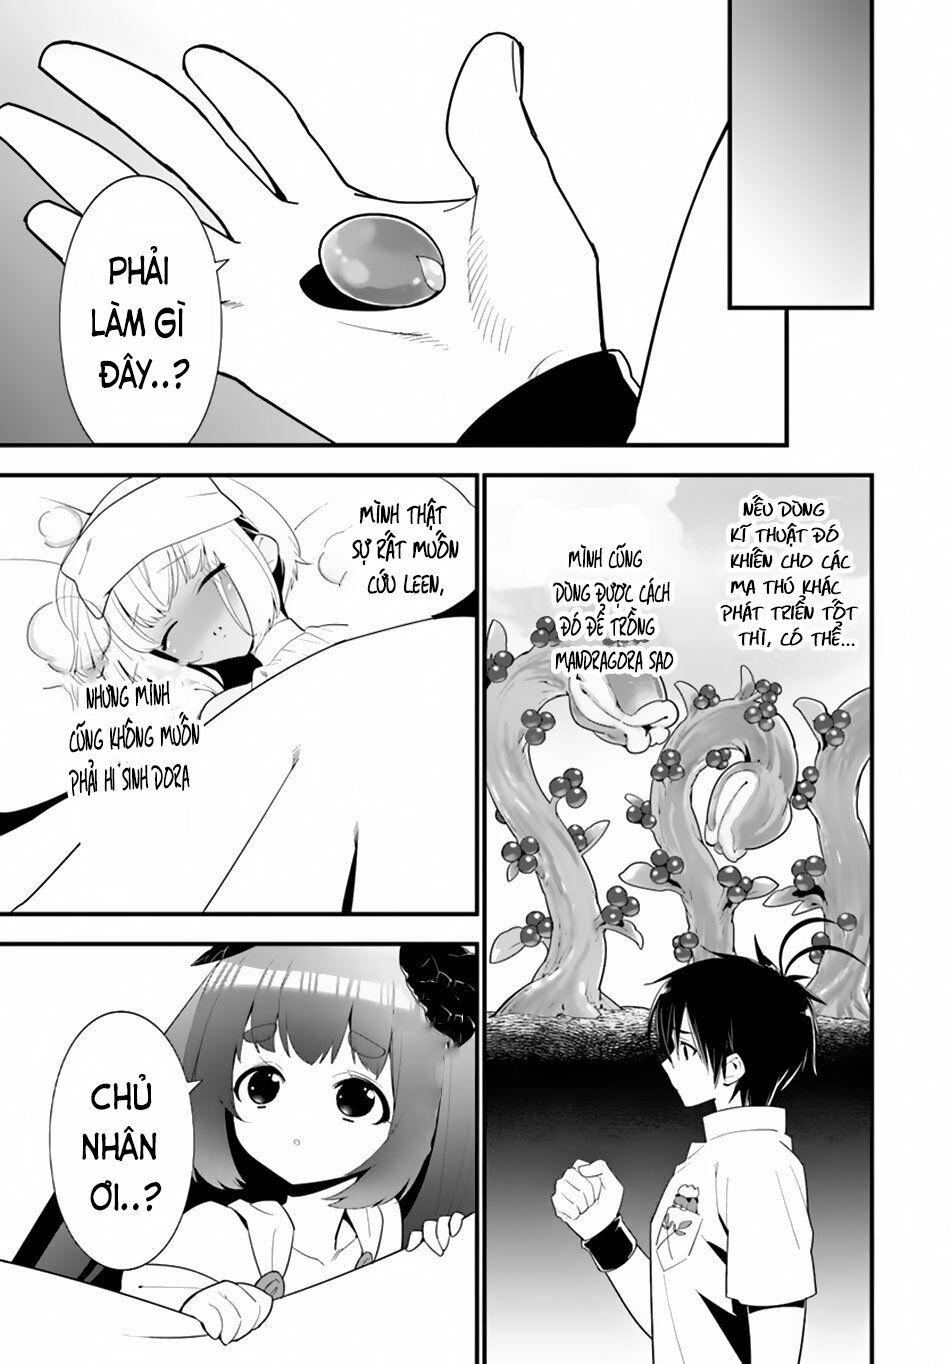 PHẢI
LÀM GÌ
ĐÂY..?
NẾU DÙNG
KĨ THUẬT ĐÓ
KHIẾN CHO CÁC
MA THÚ KHÁC
PHÁT TRIỂN TỐT
THÌ, CÓ THỂ...
MÌNH CŨNG
DÙNG ĐƯỢC CÁCH
ĐÓ ĐỂ TRỒNG
MANDRAGORA SAO
MÌNH THẬT
SỰ RẤT MUỐN
CỨU LEEN,
NHƯNG MÌNH
CŨNG KHÔNG MUỐN
PHẢI HI SINH DORA
CHỦ
NHÂN
ƠI..?